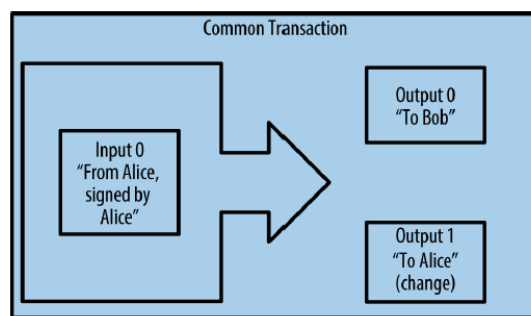 Common Transaction
Input 0
“From Alice,
signed by
Alice”
Output 0
“To Bob”
Output 1
“To Alice”
(change)